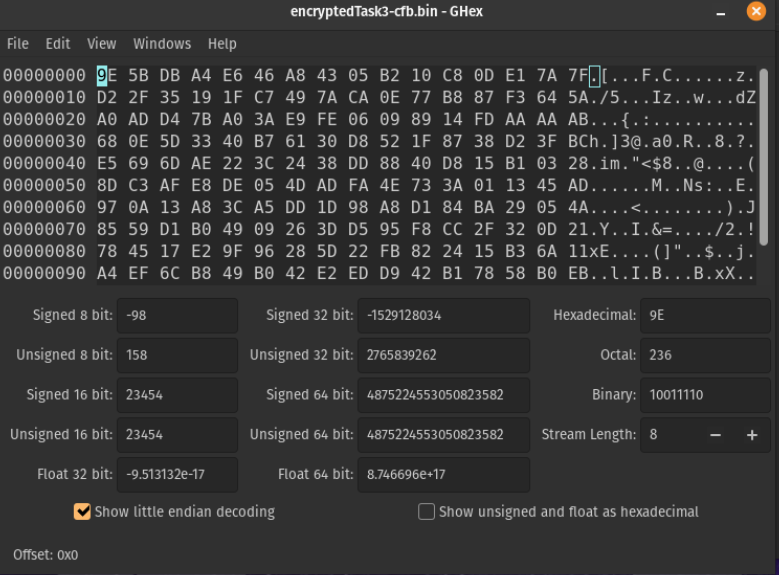 encryptedTask3-cfb.bin - GHex
File Edit View Windows Help
00000000 9E 5B DB A4 E6 46 A8 43 05 B2 10 C8 0D E1 7A 7F.[...F.C......z.
00000010 D2 2F 35 19 1F C7 49 7A CA 0E 77 B8 87 F3 64 5A./5...Iz..w...dZ
00000020 A0 AD D4 7B A0 3A E9 FE 06 09 89 14 FD AA AA AB...{.:..........
00000030 68 0E 5D 33 40 B7 61 30 D8 52 1F 87 38 D2 3F BCh.]3@.a0.R..8.?.
00000040 E5 69 6D AE 22 3C 24 38 DD 88 40 D8 15 B1 03 28.im."<$8..@....(
00000050 8D C3 AF E8 DE 05 4D AD FA 4E 73 3A 01 13 45 AD......M..Ns:..E.
00000060 97 0A 13 A8 3C A5 DD 1D 98 A8 D1 84 BA 29 05 4A....<........).J
00000070 85 59 D1 B0 49 09 26 3D D5 95 F8 CC 2F 32 0D 21.Y..I.&=..../2.!
00000080 78 45 17 E2 9F 96 28 5D 22 FB 82 24 15 B3 6A 11xE....(]"..$..j.
00000090 A4 EF 6C B8 49 B0 42 E2 ED D9 42 B1 78 58 B0 EB..l.I.B...B.xX..
Signed 8 bit: -98 Signed 32 bit: -1529128034 Hexadecimal: 9E
Unsigned 8 bit: 158 Unsigned 32 bit: 2765839262 Octal: 236
Signed 16 bit: 23454 Signed 64 bit: 4875224553050823582 Binary: 10011110
Unsigned 16 bit: 23454 Unsigned 64 bit: 4875224553050823582 Stream Length: 8 − +
Float 32 bit: -9.513132e-17 Float 64 bit: 8.746696e+17
Show little endian decoding Show unsigned and float as hexadecimal
Offset: 0x0